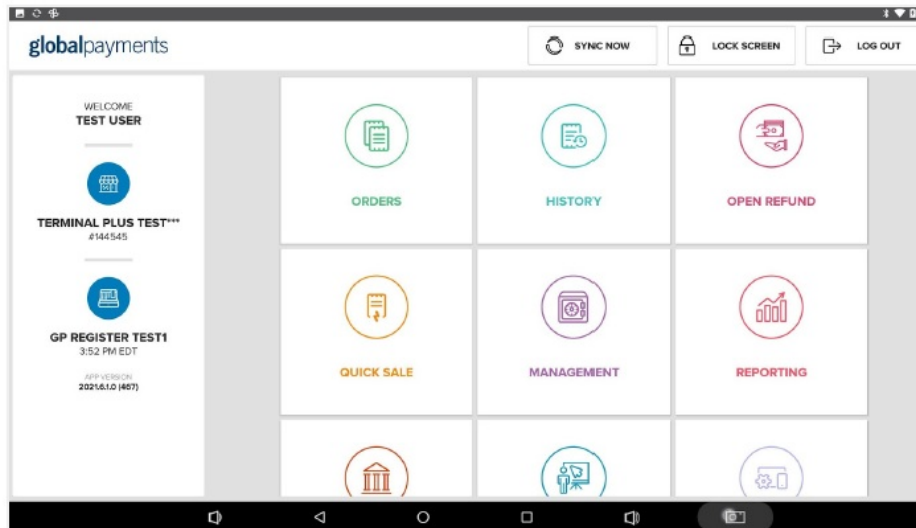 globalpayments
SYNC NOW
LOCK SCREEN
LOG OUT
WELCOME
TEST USER
TERMINAL PLUS TEST***
#144545
GP REGISTER TEST1
3:52 PM EDT
APP VERSION
2021.6.1.0 (467)
ORDERS
HISTORY
OPEN REFUND
QUICK SALE
MANAGEMENT
REPORTING